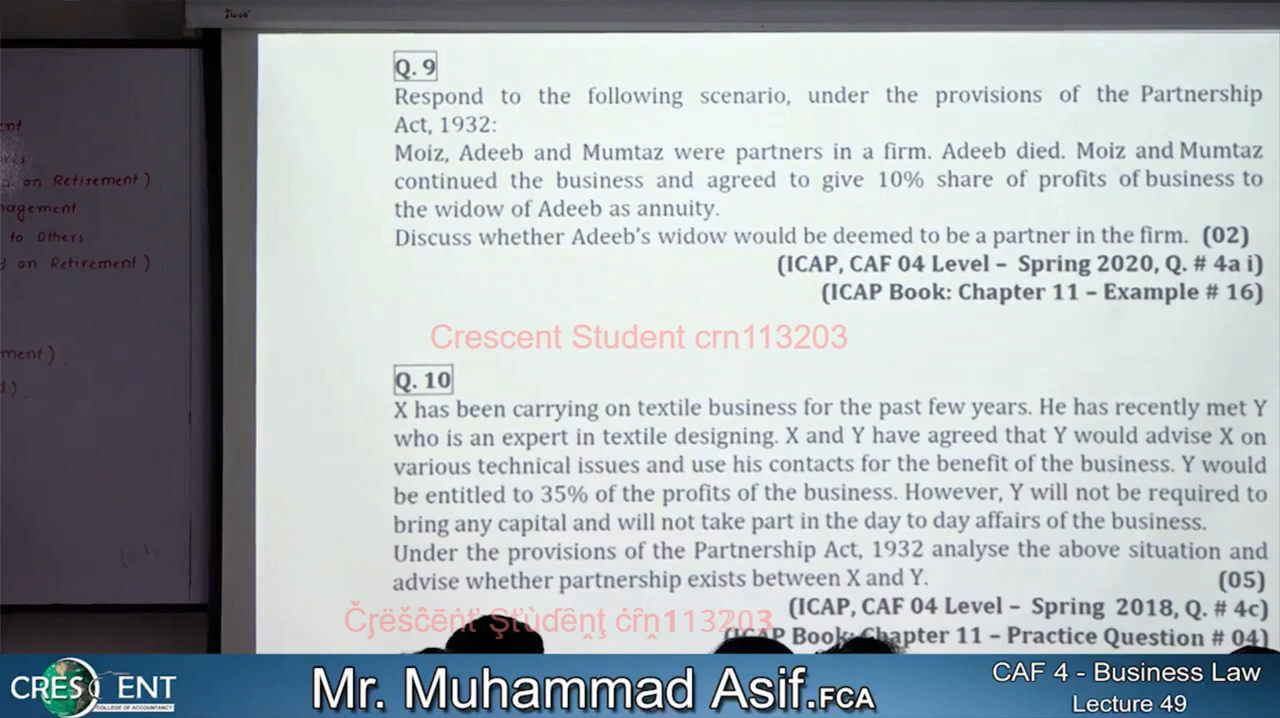 ent
on Retirement)
agement
to Others.
on Retirement)
ment)
Q. 9
Respond to the following scenario, under the provisions of the Partnership
Act, 1932:
Moiz, Adeeb and Mumtaz were partners in a firm. Adeeb died. Moiz and Mumtaz
continued the business and agreed to give 10% share of profits of business to
the widow of Adeeb as annuity.
Discuss whether Adeeb's widow would be deemed to be a partner in the firm. (02)
(ICAP, CAF 04 Level – Spring 2020, Q. # 4a i)
(ICAP Book: Chapter 11 – Example # 16)
Crescent Student crn113203
Q. 10
X has been carrying on textile business for the past few years. He has recently met Y
who is an expert in textile designing. X and Y have agreed that Y would advise X on
various technical issues and use his contacts for the benefit of the business. Y would
be entitled to 35% of the profits of the business. However, Y will not be required to
bring any capital and will not take part in the day to day affairs of the business.
Under the provisions of the Partnership Act, 1932 analyse the above situation and
advise whether partnership exists between X and Y. (05)
(ICAP, CAF 04 Level – Spring 2018, Q. # 4c)
(ICAP Book: Chapter 11 – Practice Question # 04)
CRESCENT
COLLEGE OF ACCOUNTANCY
Mr. Muhammad Asif.FCA
CAF 4 - Business Law
Lecture 49